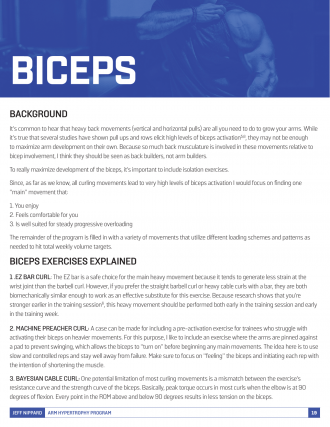 BICEPS
BACKGROUND
It's common to hear that heavy back movements (vertical and horizontal pulls) are all you need to do to grow your arms. While
it's true that several studies have shown pull ups and rows elicit high levels of biceps activation, they may not be enough
to maximize arm development on their own. Because so much back musculature is involved in these movements relative to
bicep involvement, I think they should be seen as back builders, not arm builders.
To really maximize development of the biceps, it's important to include isolation exercises.
Since, as far as we know, all curling movements lead to very high levels of biceps activation I would focus on finding one
"main" movement that:
1. You enjoy
2. Feels comfortable for you
3. Is well suited for steady progressive overloading
The remainder of the program is filled in with a variety of movements that utilize different loading schemes and patterns as
needed to hit total weekly volume targets.
BICEPS EXERCISES EXPLAINED
1. EZ BAR CURL- The EZ bar is a safe choice for the main heavy movement because it tends to generate less strain at the
wrist joint than the barbell curl. However, if you prefer the straight barbell curl or heavy cable curls with a bar, they are both
biomechanically similar enough to work as an effective substitute for this exercise. Because research shows that you're
stronger earlier in the training session, this heavy movement should be performed both early in the training session and early
in the training week.
2. MACHINE PREACHER CURL- A case can be made for including a pre-activation exercise for trainees who struggle with
activating their biceps on heavier movements. For this purpose, I like to include an exercise where the arms are pinned against
a pad to prevent swinging, which allows the biceps to "turn on" before beginning any main movements. The idea here is to use
slow and controlled reps and stay well away from failure. Make sure to focus on "feeling" the biceps and initiating each rep with
the intention of shortening the muscle.
3. BAYESIAN CABLE CURL- One potential limitation of most curling movements is a mismatch between the exercise's
resistance curve and the strength curve of the biceps. Basically, peak torque occurs in most curls when the elbow is at 90
degrees of flexion. Every point in the ROM above and below 90 degrees results in less tension on the biceps.
JEFF NIPPARD ARM HYPERTROPHY PROGRAM 19